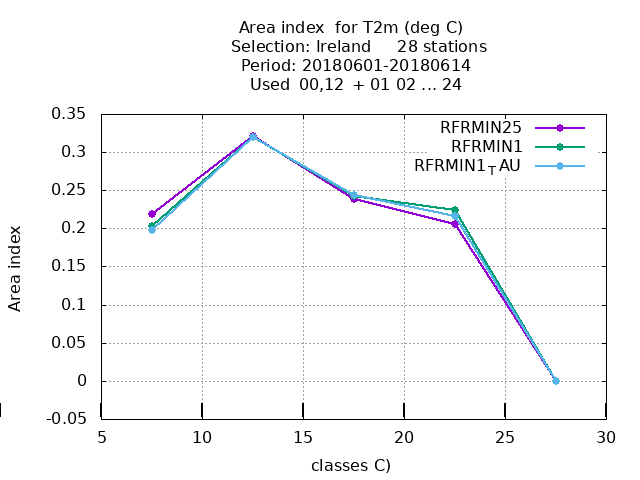 Area index for T2m (deg C)
Selection: Ireland 28 stations
Period: 20180601-20180614
Used 00,12 + 01 02 ... 24
RFRMIN25
RFRMIN1
RFRMIN1TAU
0.35
0.3
0.25
0.2
0.15
0.1
0.05
0
-0.05
Area index
5 10 15 20 25 30
classes C)